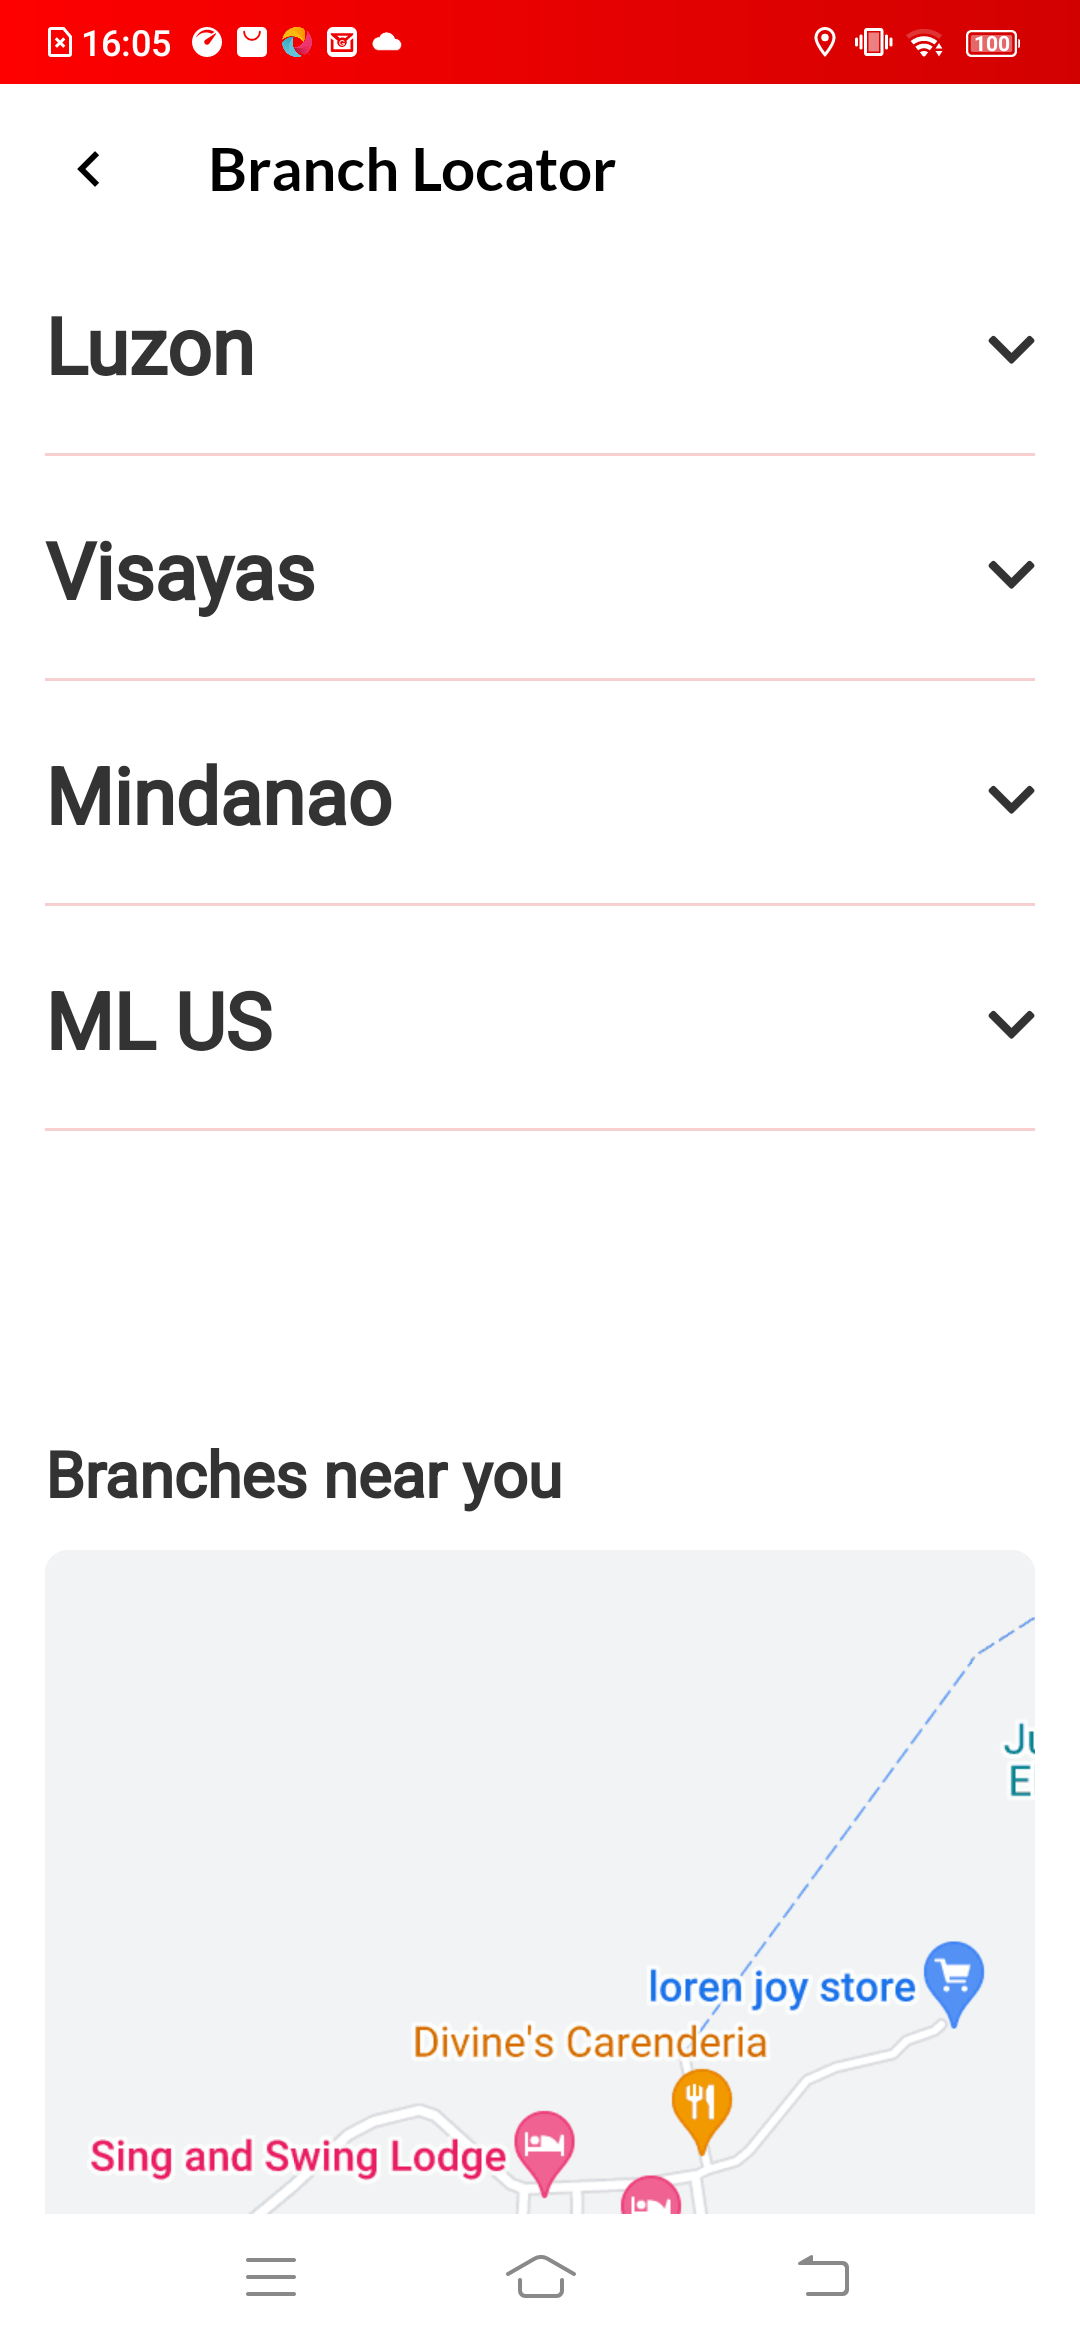 16:05
100
Branch Locator
Luzon
Visayas
Mindanao
ML US
Branches near you
loren joy store
Divine's Carenderia
Sing and Swing Lodge